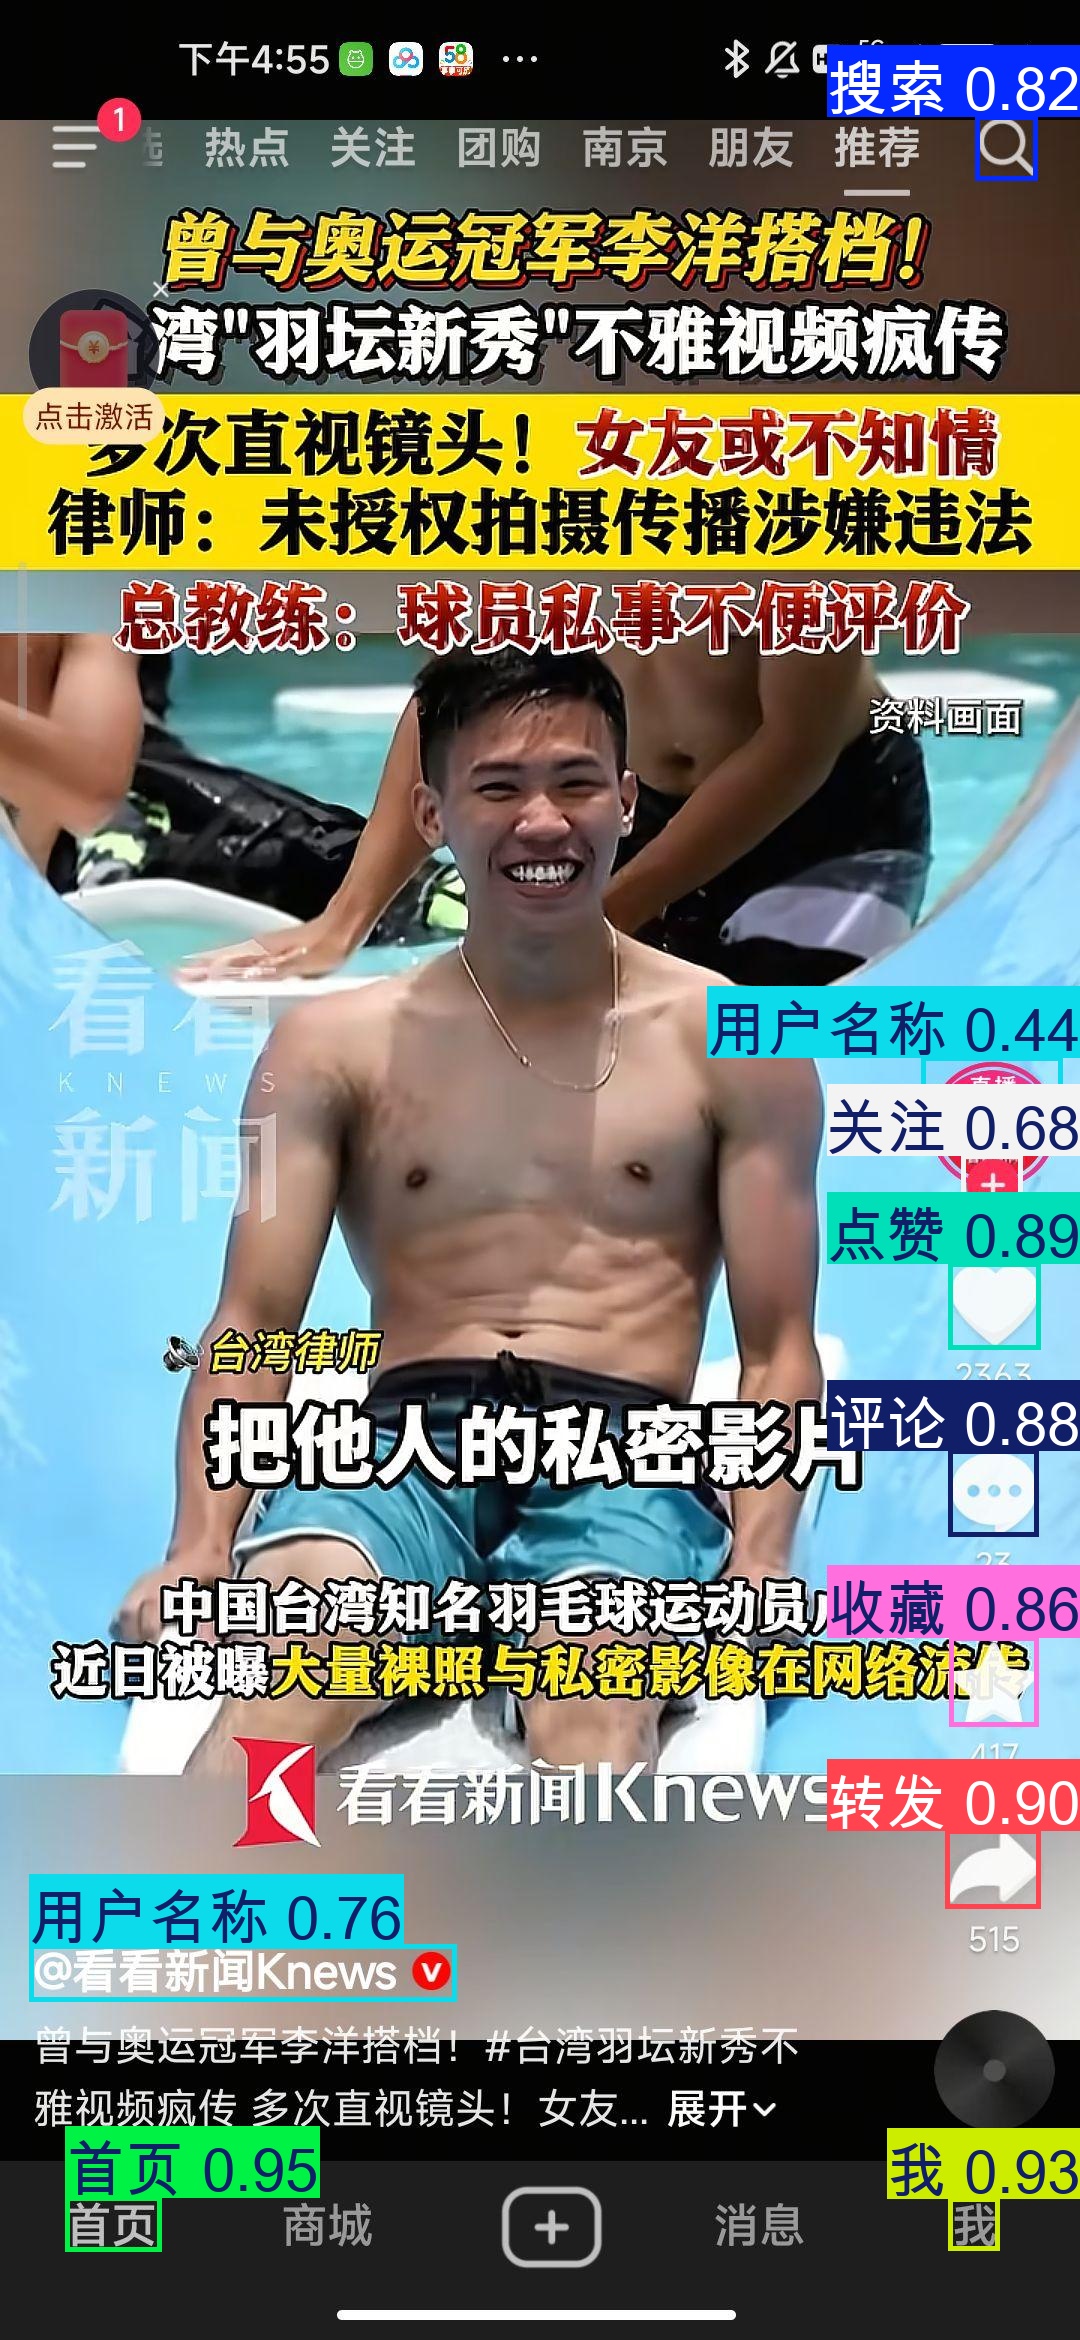 下午4:55
58
搜索 0.82
1
热点 关注 团购 南京 朋友 推荐
曾与奥运冠军李洋搭档！
湾"羽坛新秀"不雅视频疯传
点击激活
多次直视镜头！女友或不知情
律师：未授权拍摄传播涉嫌违法
总教练：球员私事不便评价
资料画面
看看
KNEWS
新闻
用户名称 0.44
关注 0.68
点赞 0.89
台湾律师
2363
把他人的私密影片
评论 0.88
23
中国台湾知名羽毛球运动员
收藏 0.86
近日被曝大量裸照与私密影像在网络流传
417
看看新闻Knews
转发 0.90
515
用户名称 0.76
@看看新闻Knews
曾与奥运冠军李洋搭档！#台湾羽坛新秀不
雅视频疯传 多次直视镜头！女友... 展开
首页 0.95
我 0.93
首页 商城 消息 我